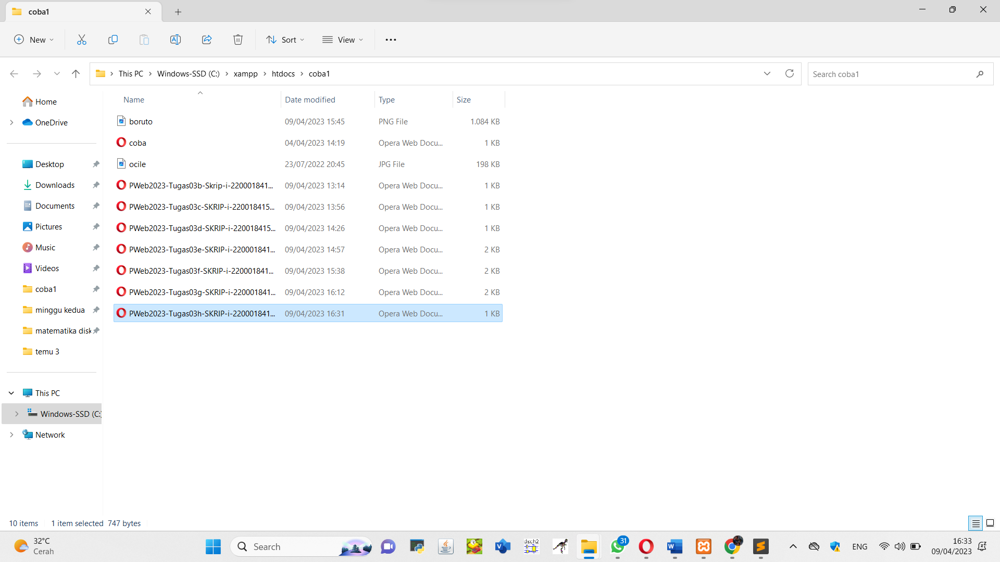 coba1
New
Sort
View
This PC
Windows-SSD (C:)
xampp
htdocs
coba1
Search coba1
Home
OneDrive
Desktop
Downloads
Documents
Pictures
Music
Videos
coba1
minggu kedua
matematika disk
temu 3
This PC
Windows-SSD (C:)
Network
Name Date modified Type Size
boruto 09/04/2023 15:45 PNG File 1.084 KB
coba 04/04/2023 14:19 Opera Web Docu... 1 KB
ocile 23/07/2022 20:45 JPG File 198 KB
PWeb2023-Tugas03b-Skrip-i-220001841... 09/04/2023 13:14 Opera Web Docu... 1 KB
PWeb2023-Tugas03c-SKRIP-i-220018415... 09/04/2023 13:56 Opera Web Docu... 1 KB
PWeb2023-Tugas03d-SKRIP-i-220018415... 09/04/2023 14:26 Opera Web Docu... 1 KB
PWeb2023-Tugas03e-SKRIP-i-220001841... 09/04/2023 14:57 Opera Web Docu... 2 KB
PWeb2023-Tugas03f-SKRIP-i-220001841... 09/04/2023 15:38 Opera Web Docu... 2 KB
PWeb2023-Tugas03g-SKRIP-i-220001841... 09/04/2023 16:12 Opera Web Docu... 2 KB
PWeb2023-Tugas03h-SKRIP-i-220001841... 09/04/2023 16:31 Opera Web Docu... 1 KB
10 items 1 item selected 747 bytes
32°C
Cerah
Search
dsch2
31
ENG
16:33
09/04/2023